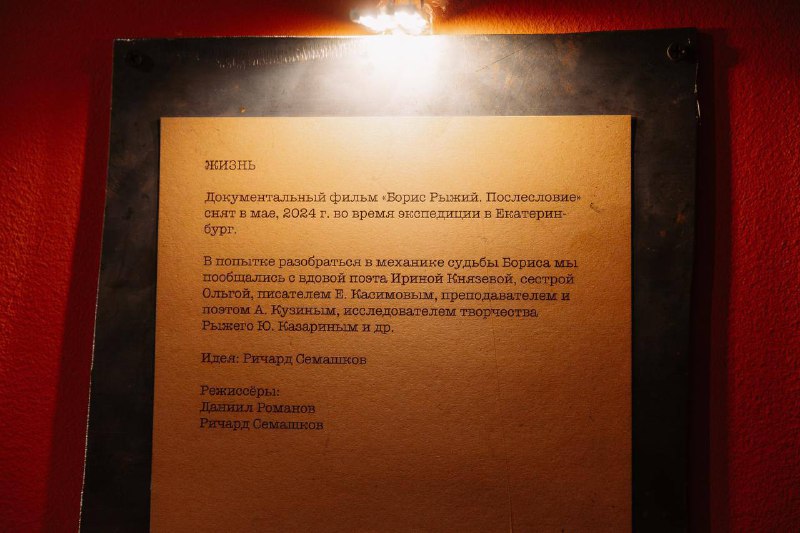 ЖИЗНЬ
Документальный фильм «Борис Рыжий. Послесловие»
снят в мае, 2024 г. во время экспедиции в Екатерин-
бург.
В попытке разобраться в механике судьбы Бориса мы
пообщались с вдовой поэта Ириной Князевой, сестрой
Ольгой, писателем Е. Касимовым, преподавателем и
поэтом А. Кузиным, исследователем творчества
Рыжего Ю. Казариным и др.
Идея: Ричард Семашков
Режиссёры:
Даниил Романов
Ричард Семашков